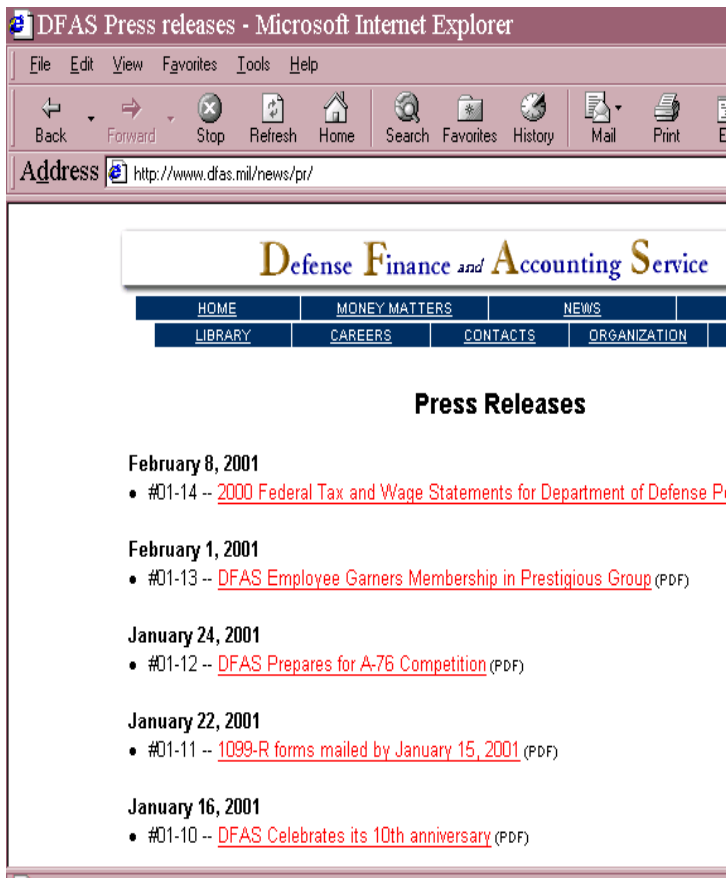 DFAS Press releases - Microsoft Internet Explorer
File Edit View Favorites Tools Help
Back Forward Stop Refresh Home Search Favorites History Mail Print
Address http://www.dfas.mil/news/pr/
Defense Finance and Accounting Service
HOME MONEY MATTERS NEWS
LIBRARY CAREERS CONTACTS ORGANIZATION
Press Releases
February 8, 2001
• #01-14 -- 2000 Federal Tax and Wage Statements for Department of Defense
February 1, 2001
• #01-13 -- DFAS Employee Garners Membership in Prestigious Group (PDF)
January 24, 2001
• #01-12 -- DFAS Prepares for A-76 Competition (PDF)
January 22, 2001
• #01-11 -- 1099-R forms mailed by January 15, 2001 (PDF)
January 16, 2001
• #01-10 -- DFAS Celebrates its 10th anniversary (PDF)